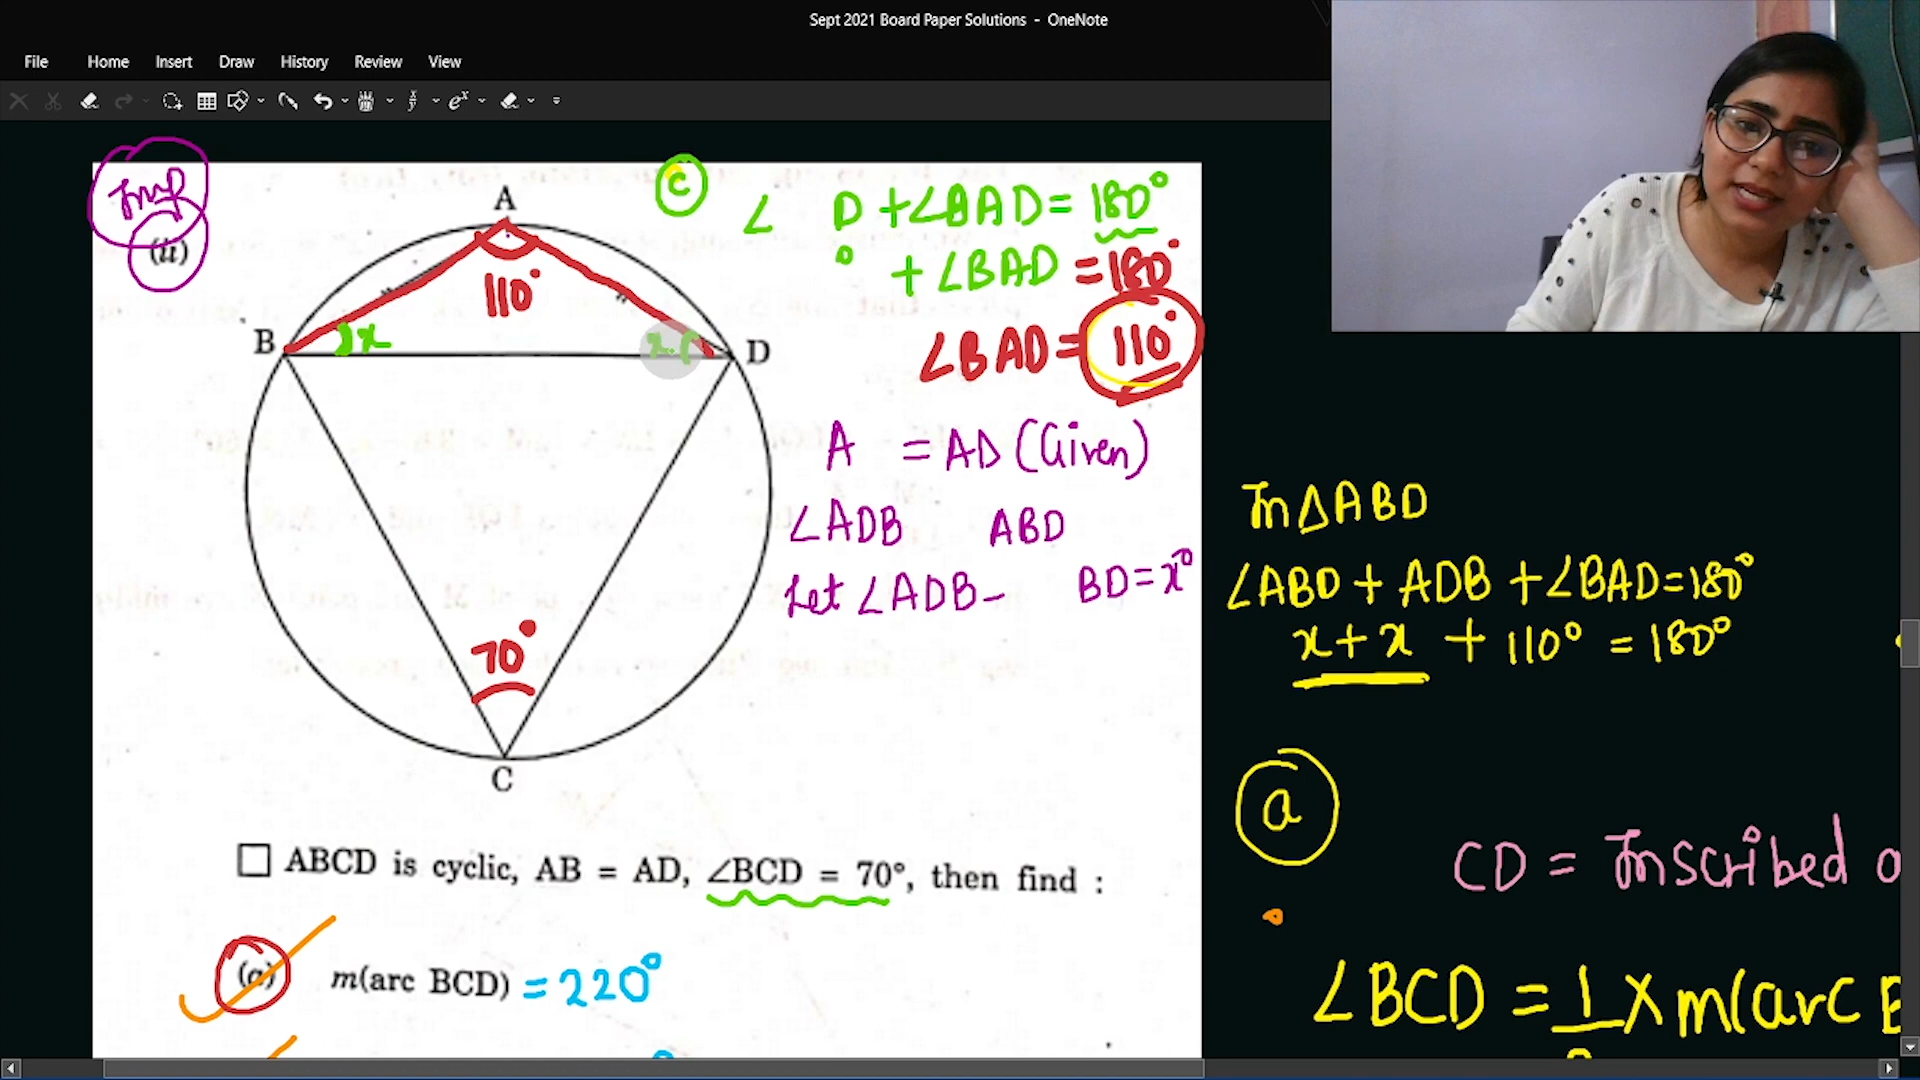 Sept 2021 Board Paper Solutions - OneNote
File Home Insert Draw History Review View
Imp
(ii)
A
B
D
C
110°
x
x
70°
C
∠ D + ∠BAD = 180°
° + ∠BAD = 180°
∠BAD = 110°
A = AD (Given)
∠ADB ABD
Let ∠ADB - BD = x°
□ ABCD is cyclic, AB = AD, ∠BCD = 70°, then find :
(a) m(arc BCD) = 220°
In △ABD
∠ABD + ADB + ∠BAD = 180°
x + x + 110° = 180°
a
CD = Inscribed
∠BCD = 1 × m(arc